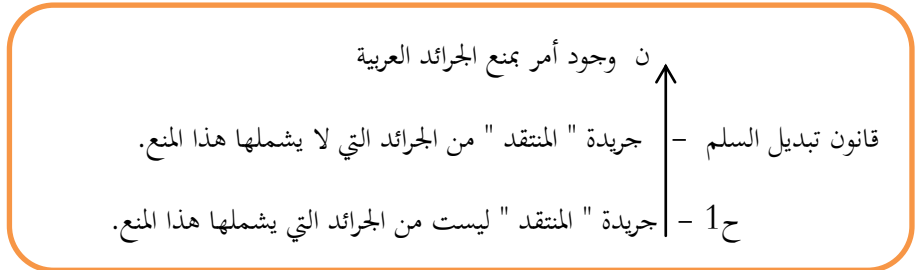 ن وجود أمر بمنع الجرائد العربية
قانون تبديل السلم – جريدة " المنتقد " من الجرائد التي لا يشملها هذا المنع.
ح1 – جريدة " المنتقد " ليست من الجرائد التي يشملها هذا المنع.